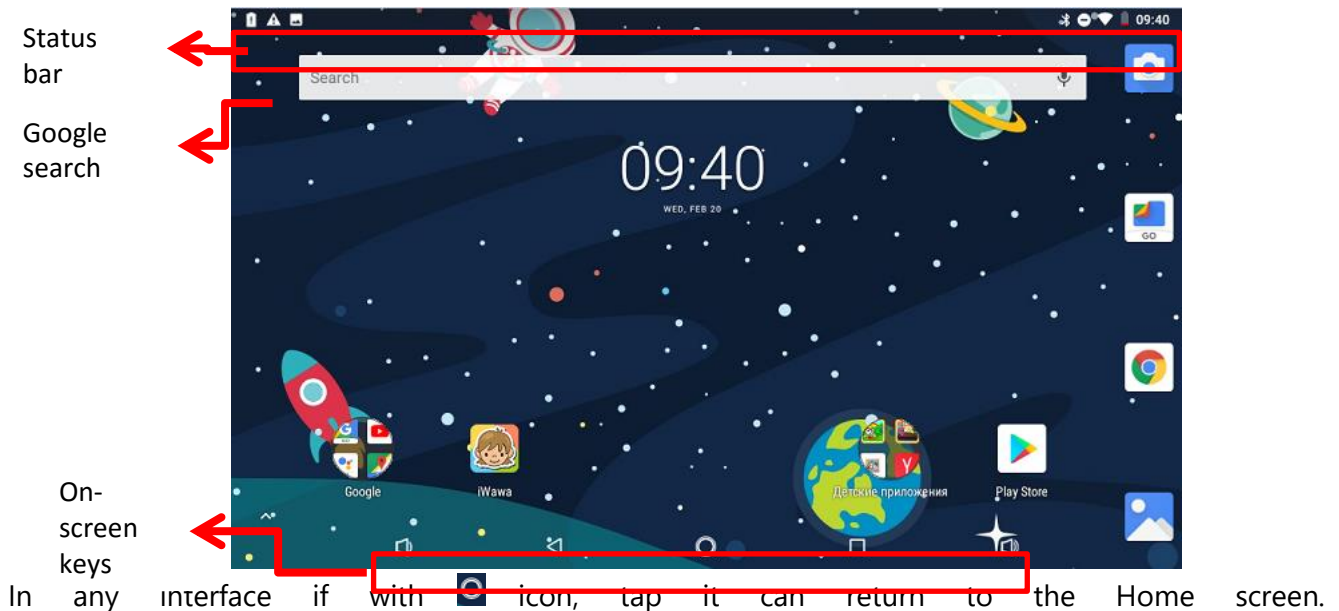 09:40
Status
bar
Search
Google
search
09:40
WED, FEB 20
GO
Google
iWawa
Детские приложения
Play Store
On-
screen
keys
In any interface if with icon, tap it can return to the Home screen.